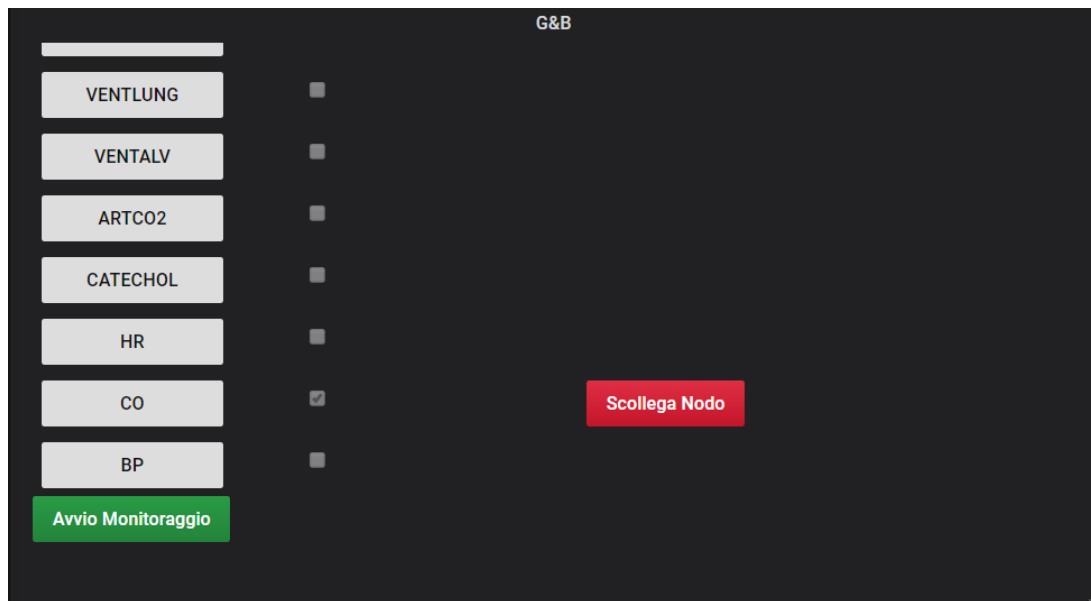 G&B
VENTLUNG
VENTALV
ARTCO2
CATECHOL
HR
CO
Scollega Nodo
BP
Avvio Monitoraggio